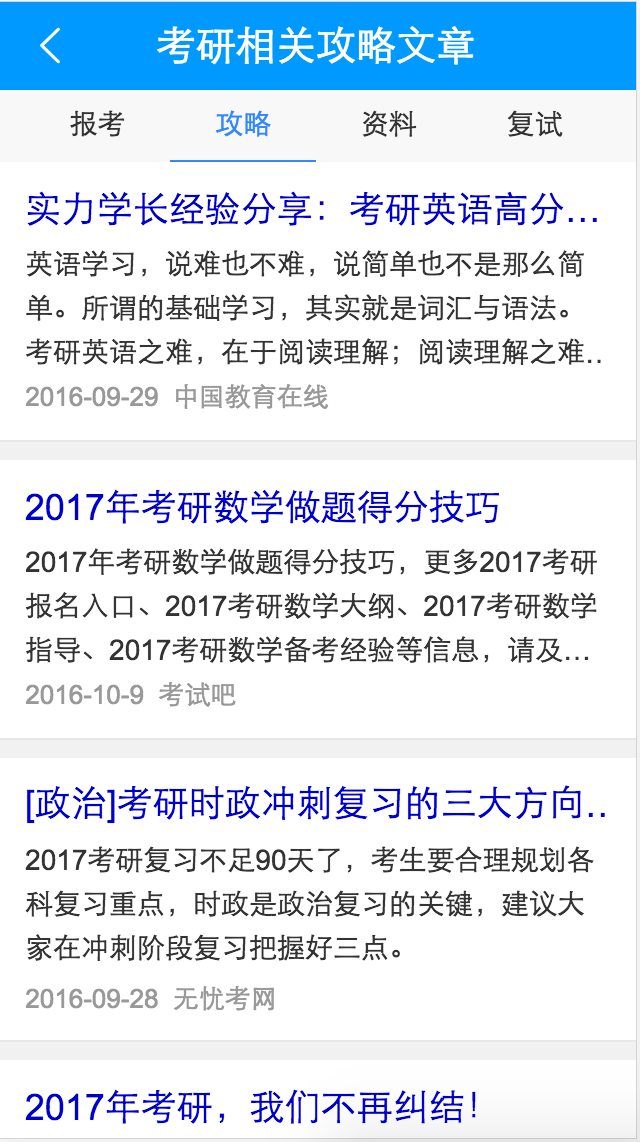 考研相关攻略文章
报考 攻略 资料 复试
实力学长经验分享：考研英语高分...
英语学习，说难也不难，说简单也不是那么简
单。所谓的基础学习，其实就是词汇与语法。
考研英语之难，在于阅读理解；阅读理解之难..
2016-09-29 中国教育在线
2017年考研数学做题得分技巧
2017年考研数学做题得分技巧，更多2017考研
报名入口、2017考研数学大纲、2017考研数学
指导、2017考研数学备考经验等信息，请及...
2016-10-9 考试吧
[政治]考研时政冲刺复习的三大方向..
2017考研复习不足90天了，考生要合理规划各
科复习重点，时政是政治复习的关键，建议大
家在冲刺阶段复习把握好三点。
2016-09-28 无忧考网
2017年考研，我们不再纠结！